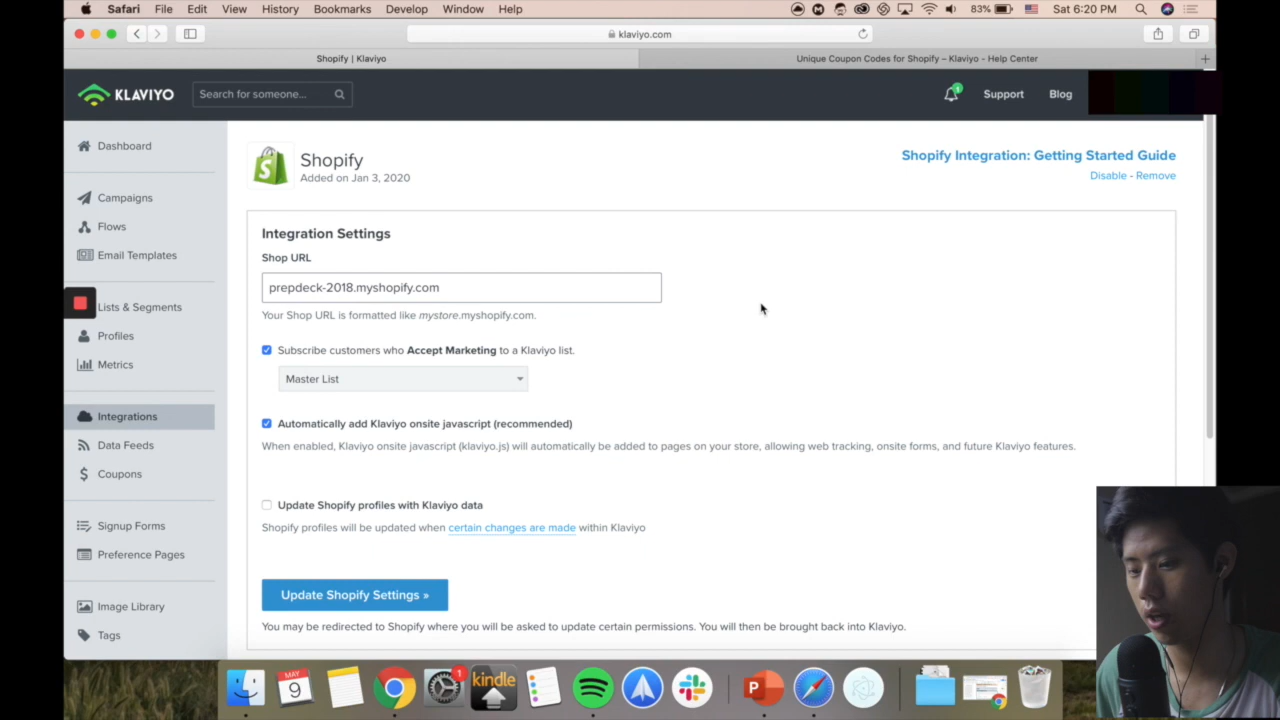 Safari File Edit View History Bookmarks Develop Window Help 83% Sat 6:20 PM
klaviyo.com
Shopify | Klaviyo Unique Coupon Codes for Shopify – Klaviyo - Help Center
KLAVIYO Search for someone... 1 Support Blog
Dashboard
Campaigns
Flows
Email Templates
Lists & Segments
Profiles
Metrics
Integrations
Data Feeds
Coupons
Signup Forms
Preference Pages
Image Library
Tags
Shopify
Added on Jan 3, 2020
Shopify Integration: Getting Started Guide
Disable - Remove
Integration Settings
Shop URL
prepdeck-2018.myshopify.com
Your Shop URL is formatted like mystore.myshopify.com.
Subscribe customers who Accept Marketing to a Klaviyo list.
Master List
Automatically add Klaviyo onsite javascript (recommended)
When enabled, Klaviyo onsite javascript (klaviyo.js) will automatically be added to pages on your store, allowing web tracking, onsite forms, and future Klaviyo features.
Update Shopify profiles with Klaviyo data
Shopify profiles will be updated when certain changes are made within Klaviyo
Update Shopify Settings »
You may be redirected to Shopify where you will be asked to update certain permissions. You will then be brought back into Klaviyo.
MAY
9
1
kindle
P